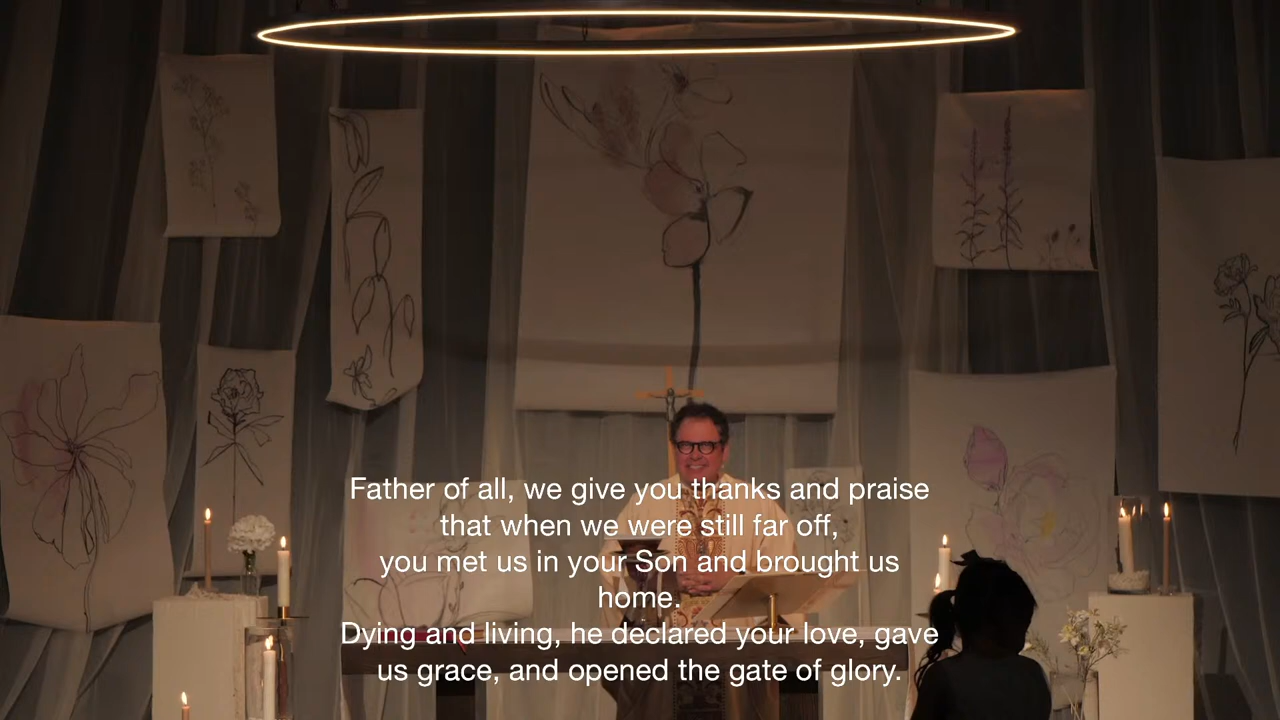 Father of all, we give you thanks and praise
that when we were still far off,
you met us in your Son and brought us
home.
Dying and living, he declared your love, gave
us grace, and opened the gate of glory.